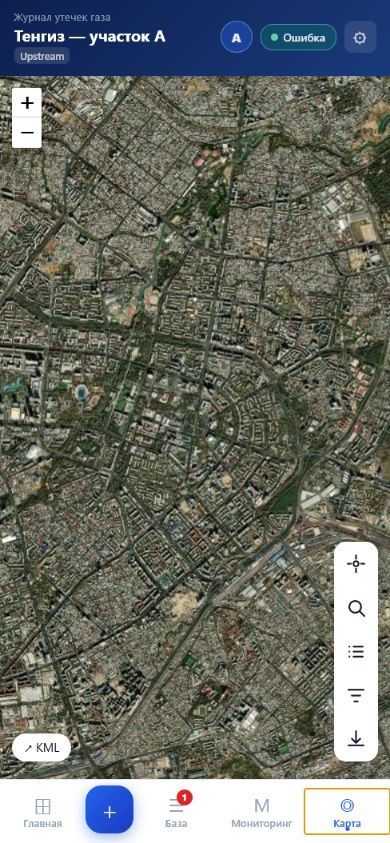 Журнал утечек газа
Тенгиз — участок А
Upstream
А
Ошибка
+
−
↗ KML
Главная
+
База
1
Мониторинг
М
Карта